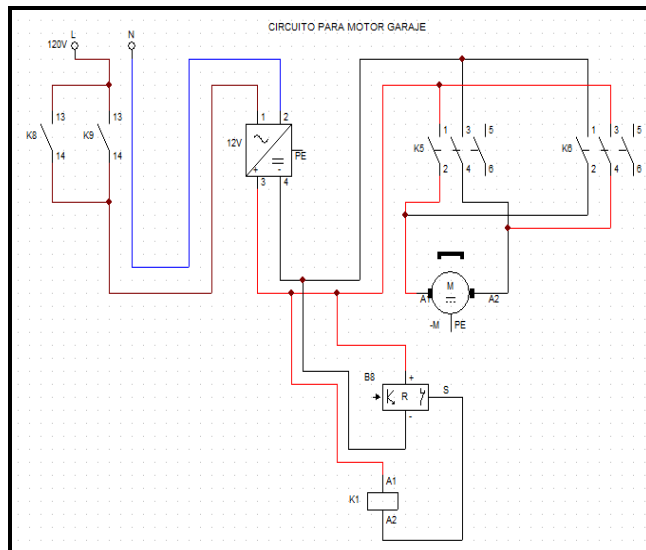 CIRCUITO PARA MOTOR GARAJE
L
N
120V
13
13
K8
K9
14
14
1
2
12V
PE
+
-
3
4
1
3
5
K5
2
4
6
1
3
5
K6
2
4
6
M
A1
A2
-M
PE
B8
+
R
S
-
A1
K1
A2